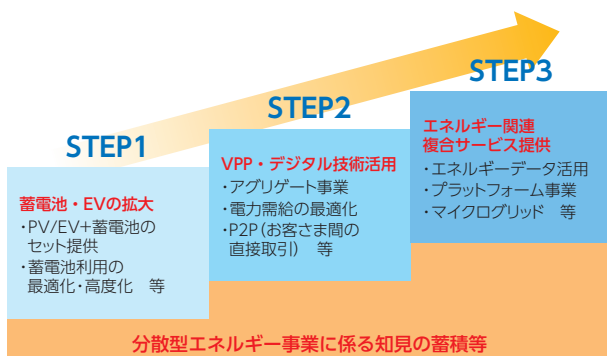 STEP1
蓄電池・EVの拡大
・PV/EV+蓄電池の
セット提供
・蓄電池利用の
最適化・高度化　等
STEP2
VPP・デジタル技術活用
・アグリゲート事業
・電力需給の最適化
・P2P(お客さま間の
直接取引)　等
STEP3
エネルギー関連
複合サービス提供
・エネルギーデータ活用
・プラットフォーム事業
・マイクログリッド　等
分散型エネルギー事業に係る知見の蓄積等